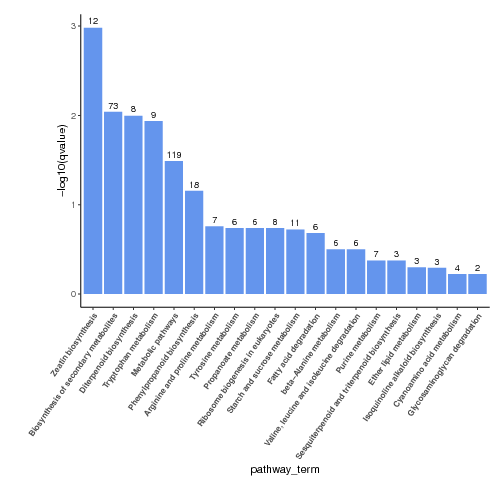 3
2
1
0
−log10(qvalue)
12
73
8
9
119
18
7
6
6
8
11
6
6
6
7
3
3
3
4
2
Zeatin biosynthesis
Biosynthesis of secondary metabolites
Diterpenoid biosynthesis
Tryptophan metabolism
Metabolic pathways
Phenylpropanoid biosynthesis
Arginine and proline metabolism
Tyrosine metabolism
Propanoate metabolism
Ribosome biogenesis in eukaryotes
Starch and sucrose metabolism
Fatty acid degradation
beta−Alanine metabolism
Valine, leucine and isoleucine degradation
Purine metabolism
Sesquiterpenoid and triterpenoid biosynthesis
Ether lipid metabolism
Isoquinoline alkaloid biosynthesis
Cyanoamino acid metabolism
Glycosaminoglycan degradation
pathway_term